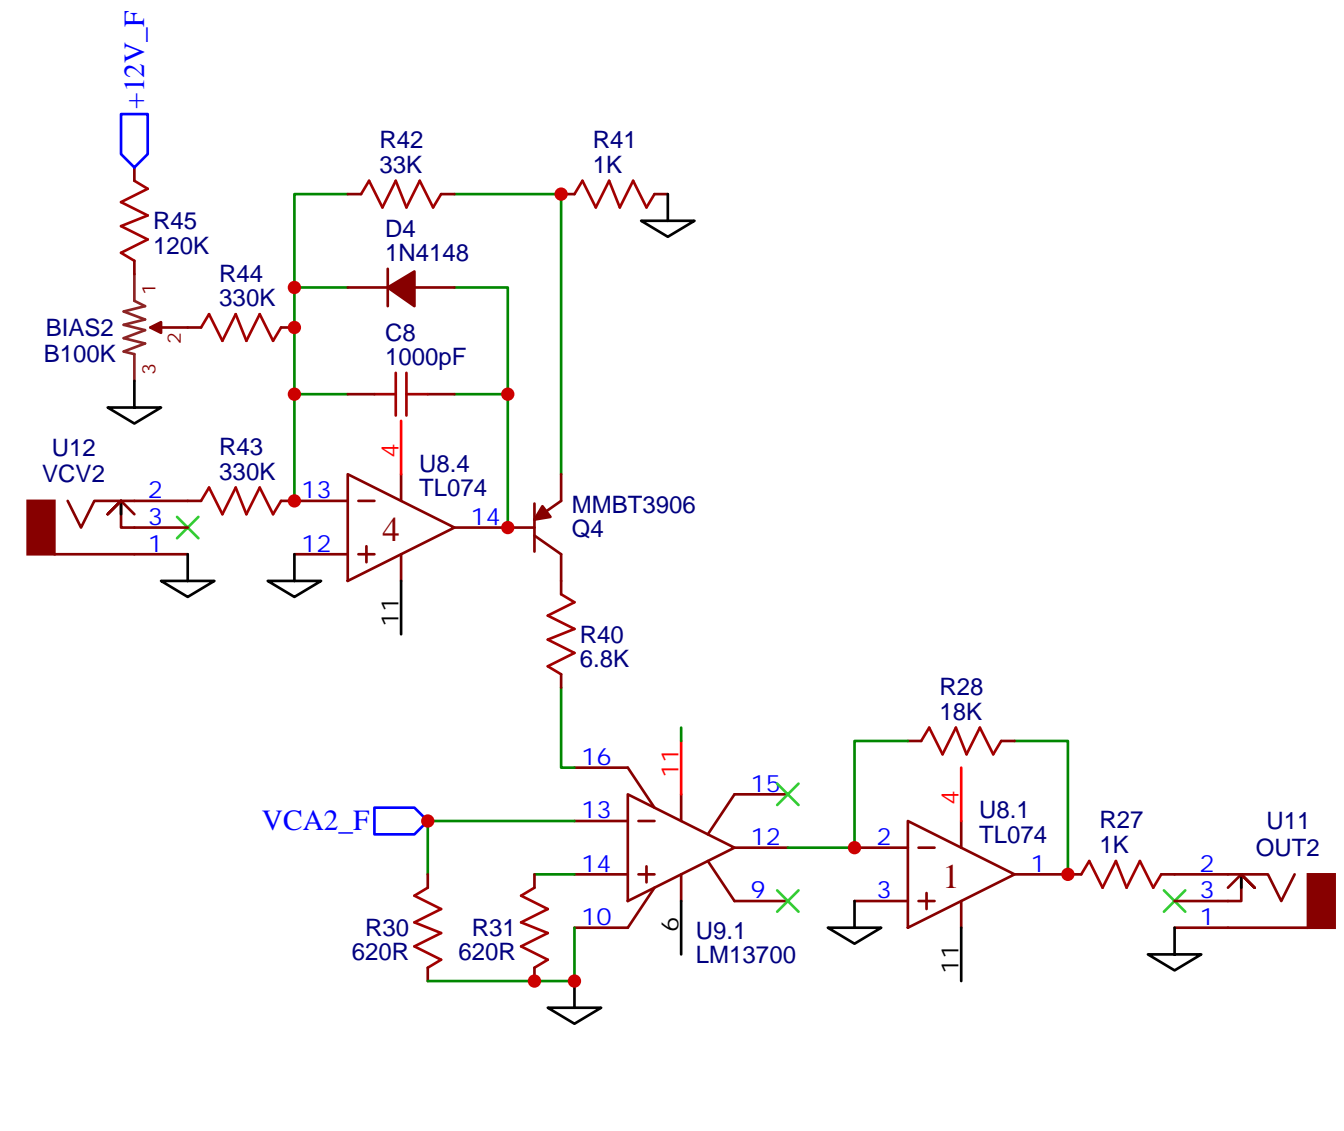 +12V_F
R42
33K
R41
1K
R45
120K
D4
1N4148
R44
330K
1
BIAS2
B100K
2
3
C8
1000pF
U12
VCV2
R43
330K
4
U8.4
TL074
2
3
1
13
12
4
14
11
MMBT3906
Q4
R40
6.8K
R28
18K
16
11
15
VCA2_F
13
14
12
9
10
6
U9.1
LM13700
R30
620R
R31
620R
4
U8.1
TL074
2
3
1
1
11
R27
1K
U11
OUT2
2
3
1